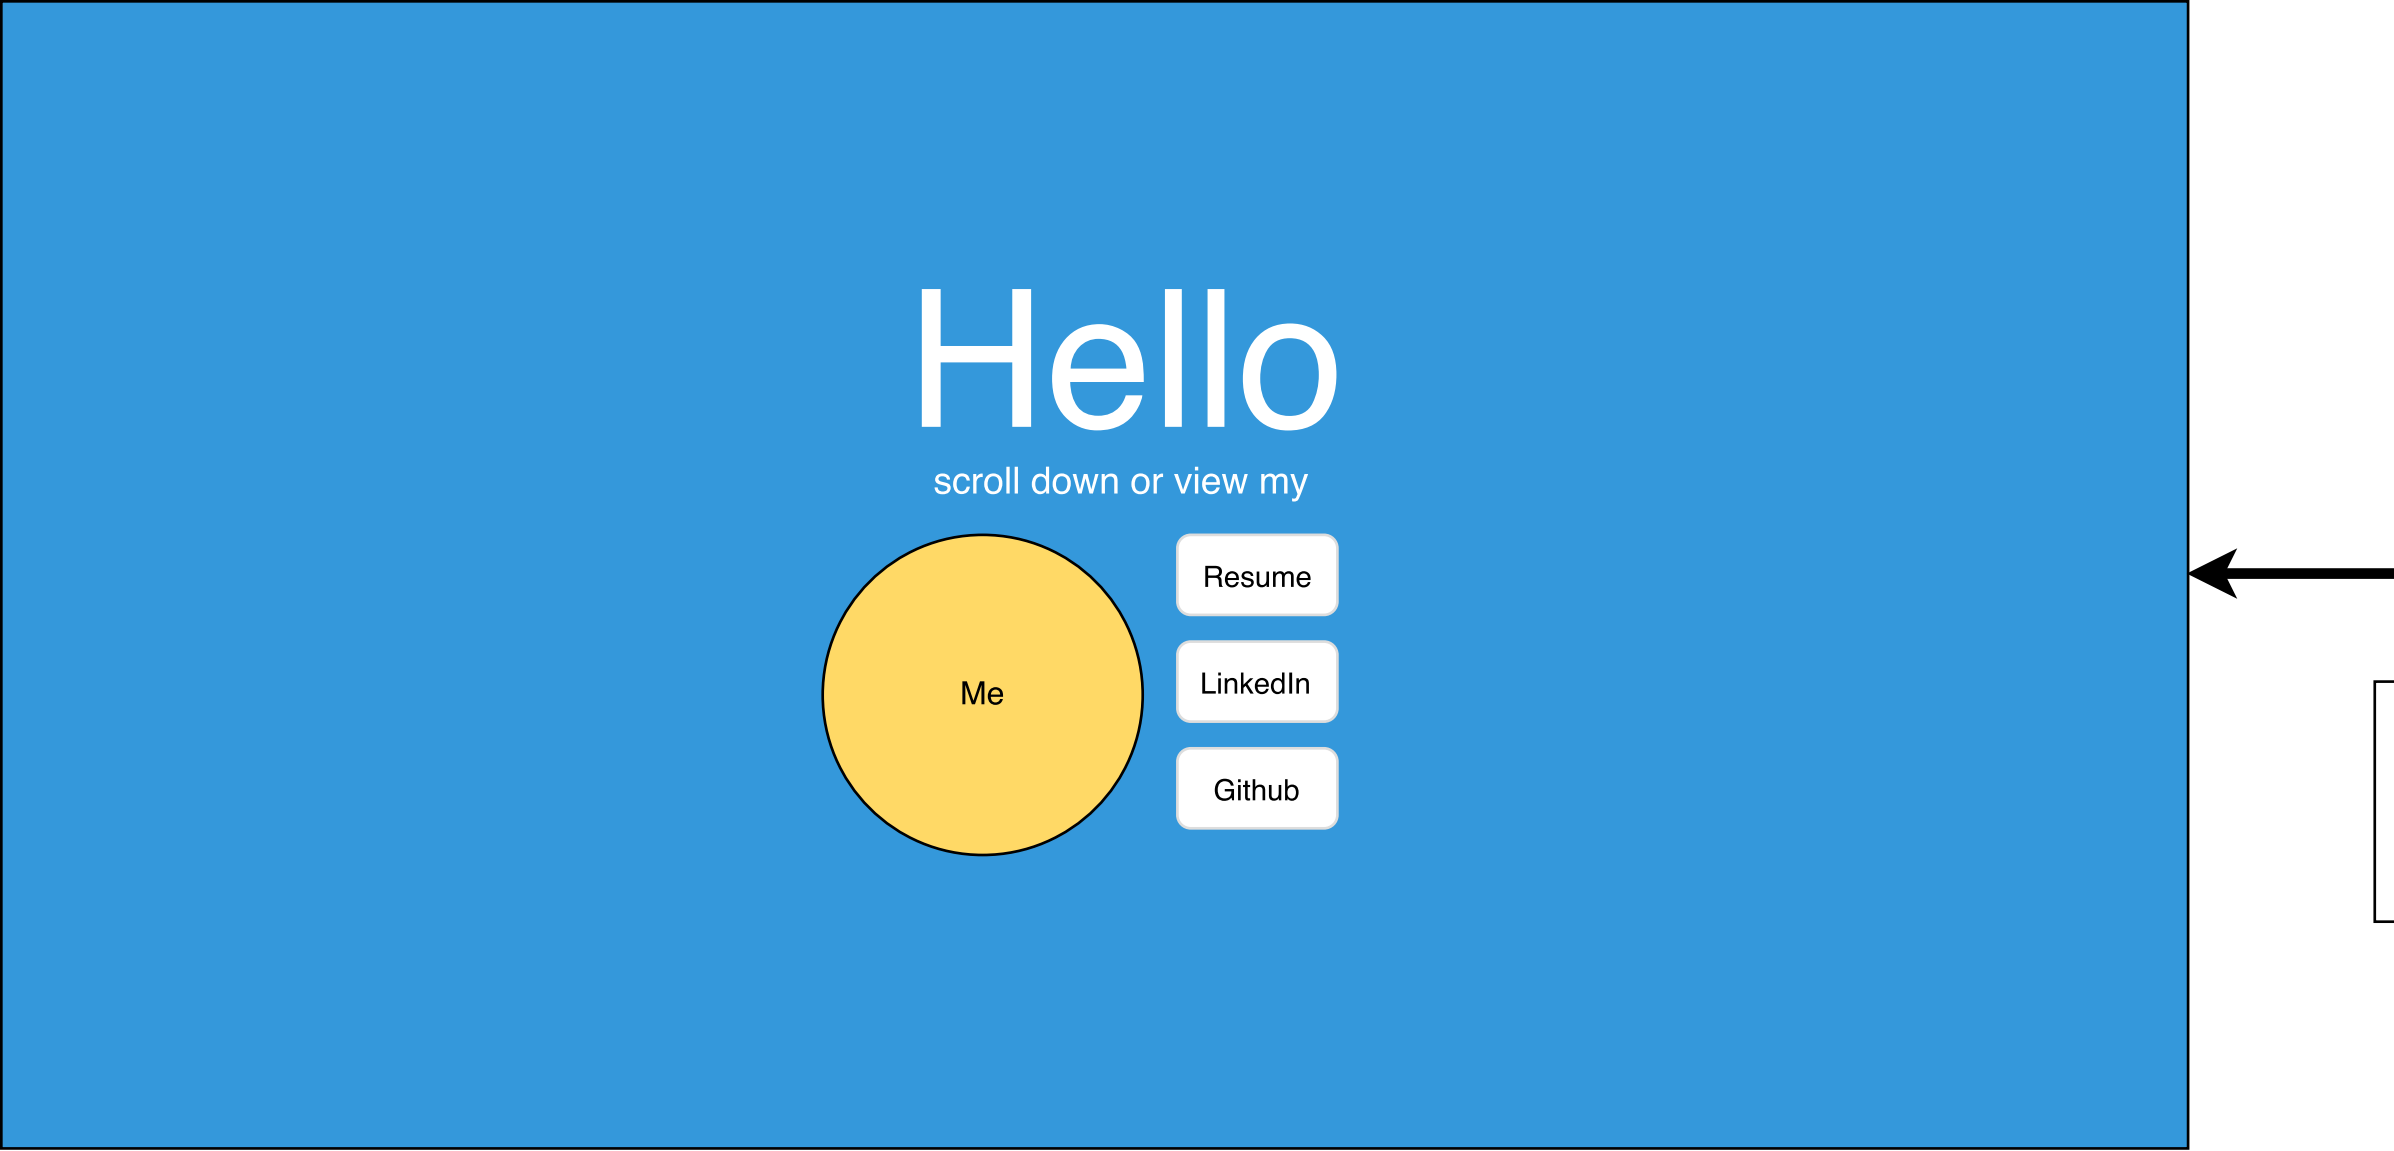 Hello
scroll down or view my
Me
Resume
LinkedIn
Github